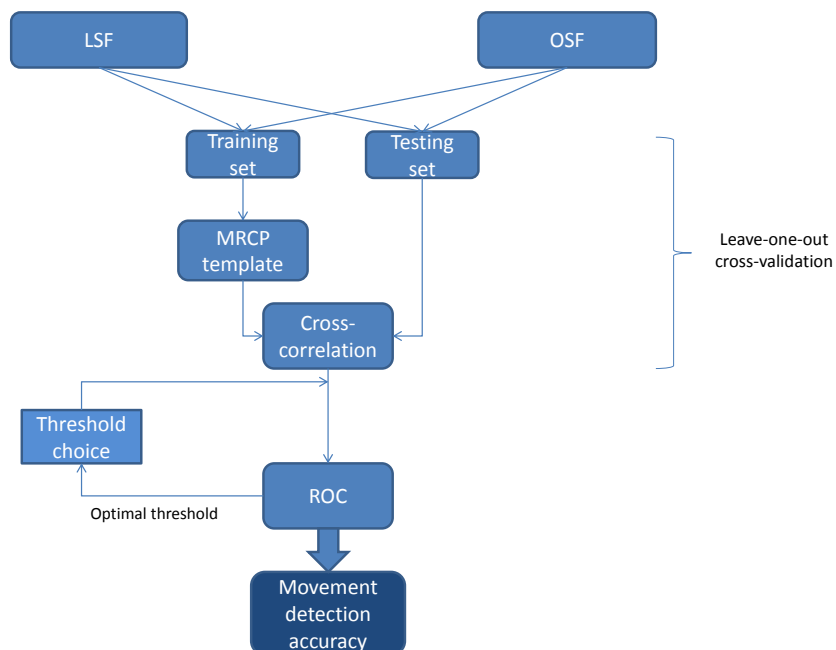 LSF
OSF
Training
set
Testing
set
MRCP
template
Leave-one-out
cross-validation
Cross-
correlation
Threshold
choice
ROC
Optimal threshold
Movement
detection
accuracy